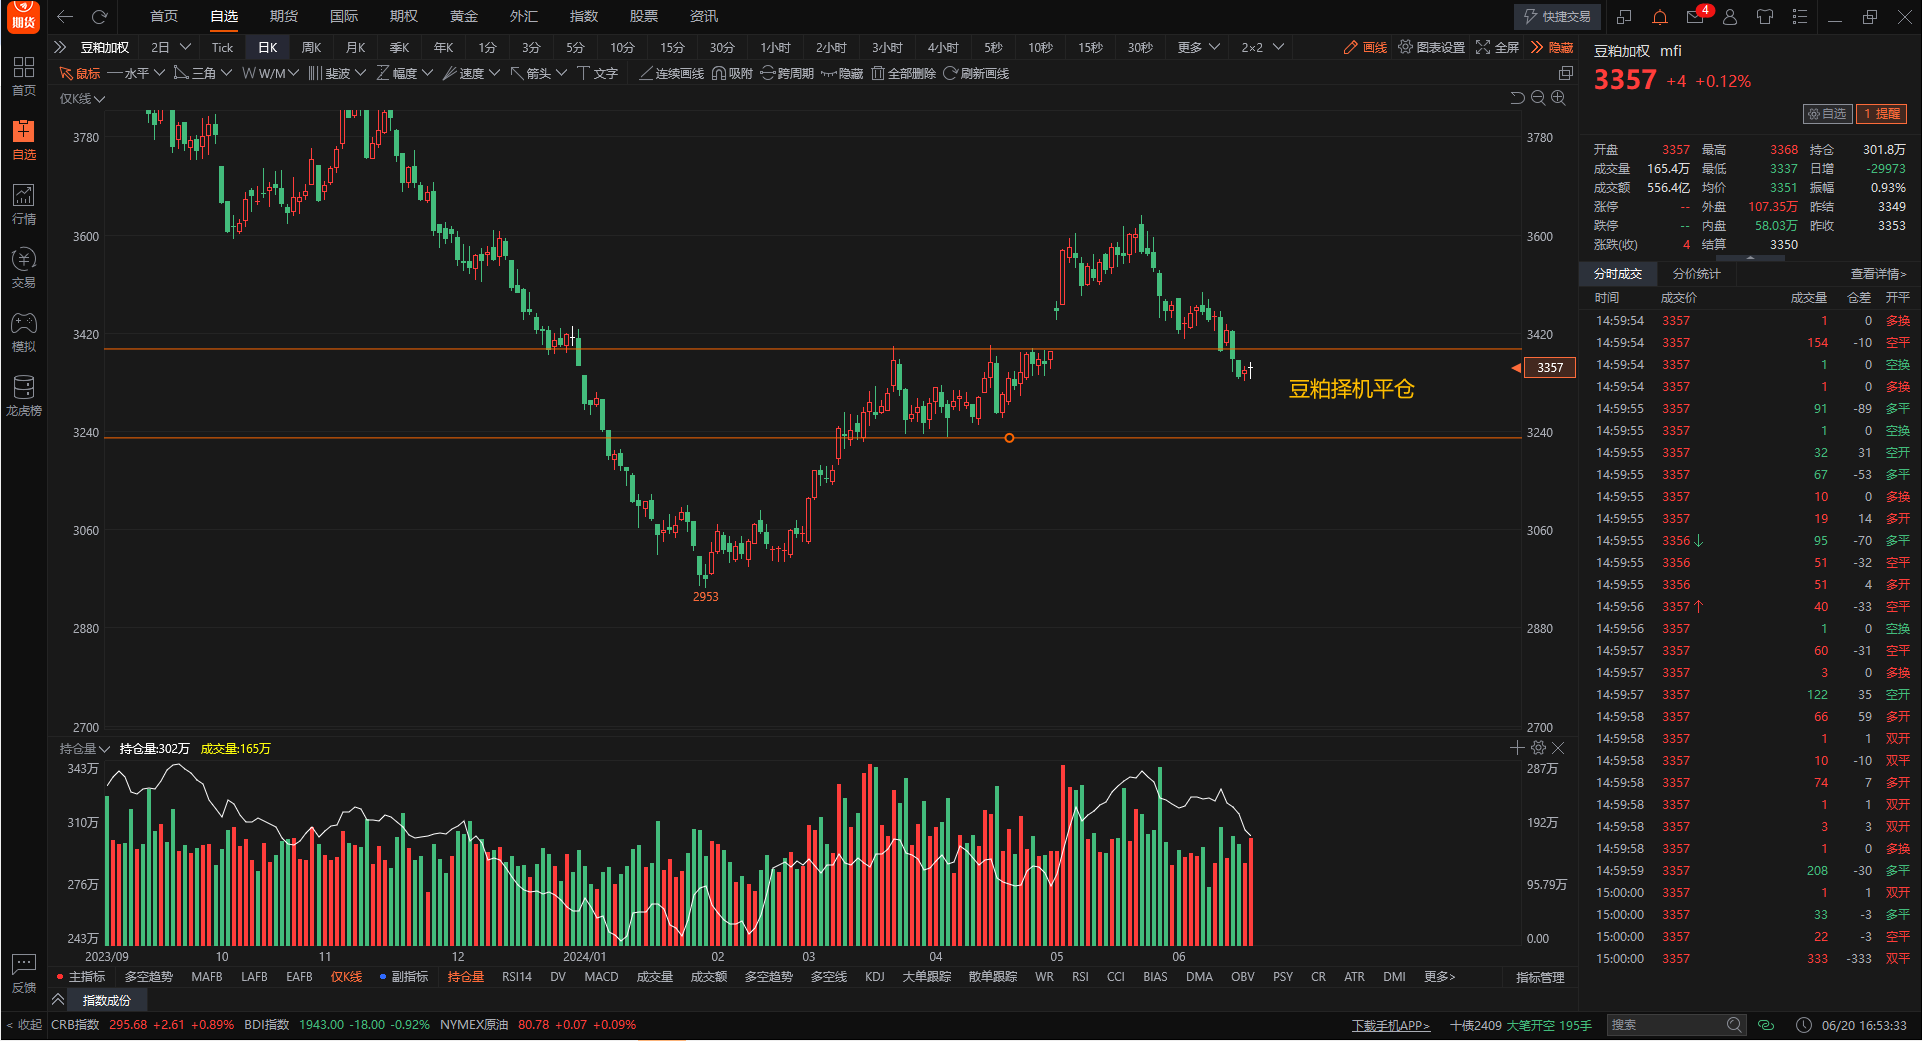 期货 首页 自选 期货 国际 期权 黄金 外汇 指数 股票 资讯 快捷交易 4
豆粕加权 2日 Tick 日K 周K 月K 季K 年K 1分 3分 5分 10分 15分 30分 1小时 2小时 3小时 4小时 5秒 10秒 15秒 30秒 更多 2×2 画线 图表设置 全屏 隐藏
鼠标 水平 三角 W/M 斐波 幅度 速度 箭头 文字 连续画线 吸附 跨周期 隐藏 全部删除 刷新画线
仅K线
首页
自选
行情
交易
模拟
龙虎榜
反馈
< 收起
3780 3780
3600 3600
3420 3420
3357
豆粕择机平仓
3240 3240
3060 3060
2953
2880 2880
2700 2700
持仓量 持仓量:302万 成交量:165万
343万 287万
310万 192万
276万 95.79万
243万 0.00
2023/09 10 11 12 2024/01 02 03 04 05 06
主指标 多空趋势 MAFB LAFB EAFB 仅K线 副指标 持仓量 RSI14 DV MACD 成交量 成交额 多空趋势 多空线 KDJ 大单跟踪 散单跟踪 WR RSI CCI BIAS DMA OBV PSY CR ATR DMI 更多> 指标管理
指数成份
豆粕加权 mfi
3357 +4 +0.12%
自选 1 提醒
开盘 3357 最高 3368 持仓 301.8万
成交量 165.4万 最低 3337 日增 -29973
成交额 556.4亿 均价 3351 振幅 0.93%
涨停 -- 外盘 107.35万 昨结 3349
跌停 -- 内盘 58.03万 昨收 3353
涨跌(收) 4 结算 3350
分时成交 分价统计 查看详情>
时间 成交价 成交量 仓差 开平
14:59:54 3357 1 0 多换
14:59:54 3357 154 -10 空平
14:59:54 3357 1 0 空换
14:59:54 3357 1 0 多换
14:59:55 3357 91 -89 多平
14:59:55 3357 1 0 空换
14:59:55 3357 32 31 空开
14:59:55 3357 67 -53 多平
14:59:55 3357 10 0 多换
14:59:55 3357 19 14 多开
14:59:55 3356↓ 95 -70 多平
14:59:55 3356 51 -32 空平
14:59:55 3356 51 4 多开
14:59:56 3357↑ 40 -33 空平
14:59:56 3357 1 0 空换
14:59:57 3357 60 -31 空平
14:59:57 3357 3 0 多换
14:59:57 3357 122 35 空开
14:59:58 3357 66 59 多开
14:59:58 3357 1 1 双开
14:59:58 3357 10 -10 双平
14:59:58 3357 74 7 多开
14:59:58 3357 1 1 双开
14:59:58 3357 3 3 双开
14:59:58 3357 1 0 多换
14:59:59 3357 208 -30 多平
15:00:00 3357 1 1 双开
15:00:00 3357 33 -3 多平
15:00:00 3357 22 -3 空平
15:00:00 3357 333 -333 双平
CRB指数 295.68 +2.61 +0.89% BDI指数 1943.00 -18.00 -0.92% NYMEX原油 80.78 +0.07 +0.09% 下载手机APP> 十债2409 大笔开空 195手 搜索 06/20 16:53:33